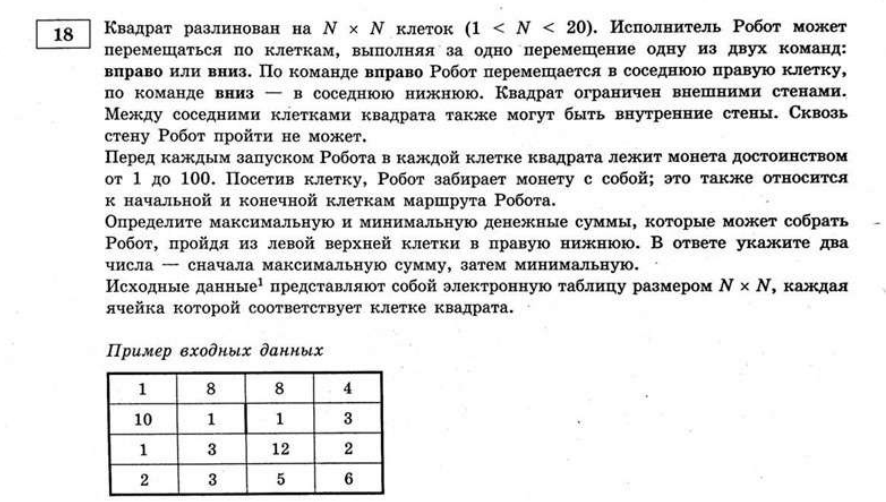 18
Квадрат разлинован на N × N клеток (1 < N < 20). Исполнитель Робот может
перемещаться по клеткам, выполняя за одно перемещение одну из двух команд:
вправо или вниз. По команде вправо Робот перемещается в соседнюю правую клетку,
по команде вниз — в соседнюю нижнюю. Квадрат ограничен внешними стенами.
Между соседними клетками квадрата также могут быть внутренние стены. Сквозь
стену Робот пройти не может.
Перед каждым запуском Робота в каждой клетке квадрата лежит монета достоинством
от 1 до 100. Посетив клетку, Робот забирает монету с собой; это также относится
к начальной и конечной клеткам маршрута Робота.
Определите максимальную и минимальную денежные суммы, которые может собрать
Робот, пройдя из левой верхней клетки в правую нижнюю. В ответе укажите два
числа — сначала максимальную сумму, затем минимальную.
Исходные данные¹ представляют собой электронную таблицу размером N × N, каждая
ячейка которой соответствует клетке квадрата.
Пример входных данных
1 8 8 4
10 1 1 3
1 3 12 2
2 3 5 6